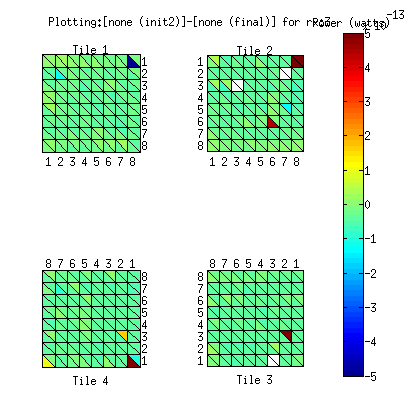 Plotting:[none (init2)]-[none (final)] for
Power (watts)
x 10
-13
Tile 1
Tile 2
1 2 3 4 5 6 7 8
1 2 3 4 5 6 7 8
1 2 3 4 5 6 7 8
1 2 3 4 5 6 7 8
5
4
3
2
1
0
-1
-2
-3
-4
-5
8 7 6 5 4 3 2 1
8 7 6 5 4 3 2 1
8 7 6 5 4 3 2 1
8 7 6 5 4 3 2 1
Tile 4
Tile 3